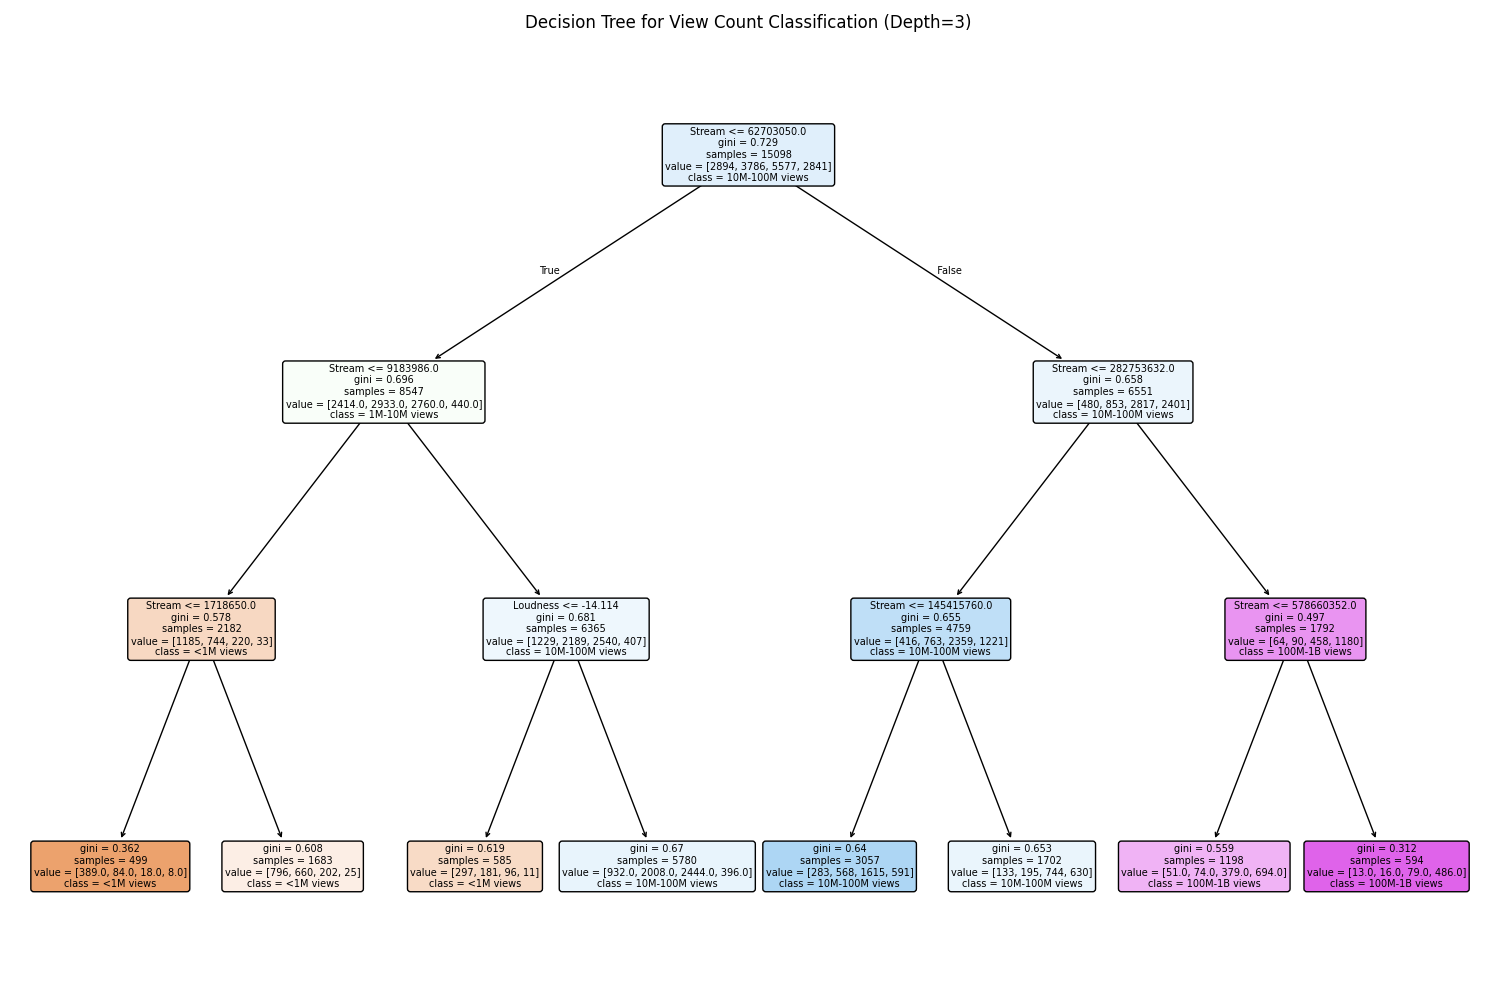 Decision Tree for View Count Classification (Depth=3)
Stream <= 62703050.0
gini = 0.729
samples = 15098
value = [2894, 3786, 5577, 2841]
class = 10M-100M views
True
False
Stream <= 9183986.0
gini = 0.696
samples = 8547
value = [2414.0, 2933.0, 2760.0, 440.0]
class = 1M-10M views
Stream <= 282753632.0
gini = 0.658
samples = 6551
value = [480, 853, 2817, 2401]
class = 10M-100M views
Stream <= 1718650.0
gini = 0.578
samples = 2182
value = [1185, 744, 220, 33]
class = <1M views
Loudness <= -14.114
gini = 0.681
samples = 6365
value = [1229, 2189, 2540, 407]
class = 10M-100M views
Stream <= 145415760.0
gini = 0.655
samples = 4759
value = [416, 763, 2359, 1221]
class = 10M-100M views
Stream <= 578660352.0
gini = 0.497
samples = 1792
value = [64, 90, 458, 1180]
class = 100M-1B views
gini = 0.362
samples = 499
value = [389.0, 84.0, 18.0, 8.0]
class = <1M views
gini = 0.608
samples = 1683
value = [796, 660, 202, 25]
class = <1M views
gini = 0.619
samples = 585
value = [297, 181, 96, 11]
class = <1M views
gini = 0.67
samples = 5780
value = [932.0, 2008.0, 2444.0, 396.0]
class = 10M-100M views
gini = 0.64
samples = 3057
value = [283, 568, 1615, 591]
class = 10M-100M views
gini = 0.653
samples = 1702
value = [133, 195, 744, 630]
class = 10M-100M views
gini = 0.559
samples = 1198
value = [51.0, 74.0, 379.0, 694.0]
class = 100M-1B views
gini = 0.312
samples = 594
value = [13.0, 16.0, 79.0, 486.0]
class = 100M-1B views